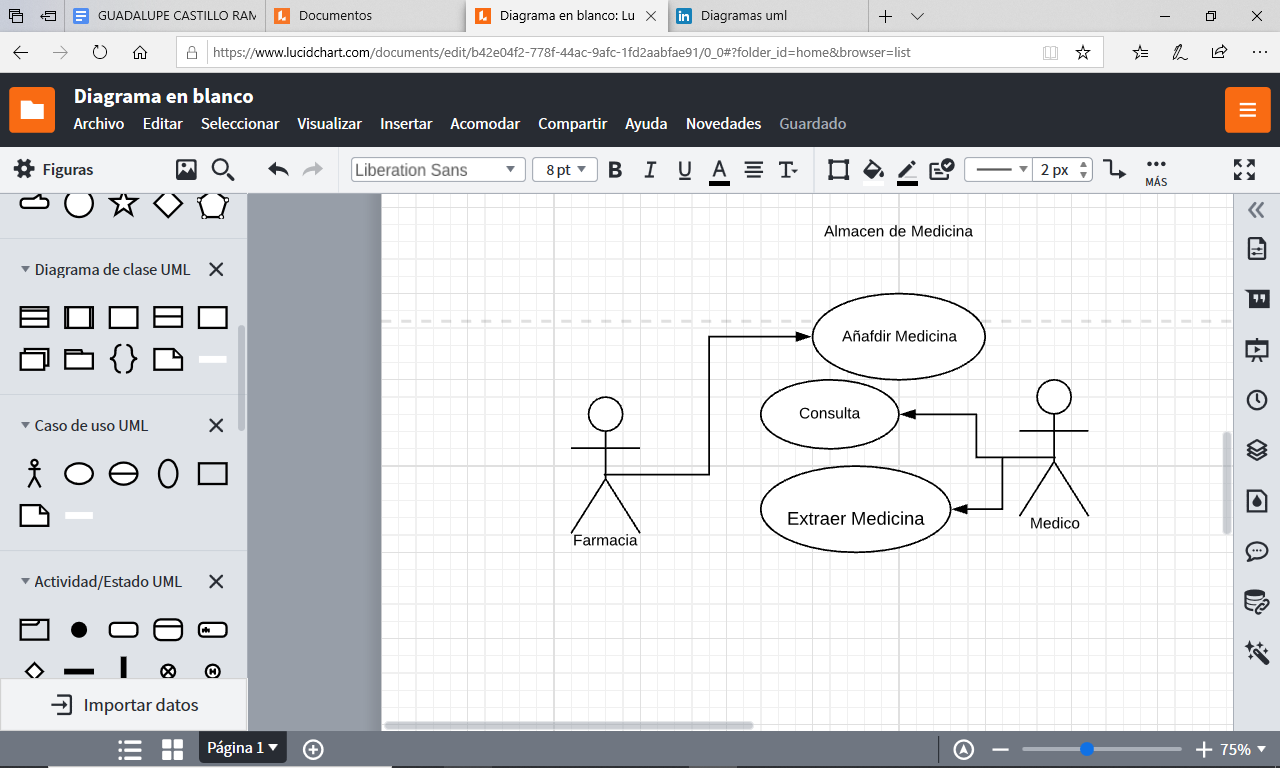 GUADALUPE CASTILLO RAM
Documentos
Diagrama en blanco: Lu
Diagramas uml
https://www.lucidchart.com/documents/edit/b42e04f2-778f-44ac-9afc-1fd2aabfae91/0_0#?folder_id=home&browser=list
Diagrama en blanco
Archivo Editar Seleccionar Visualizar Insertar Acomodar Compartir Ayuda Novedades Guardado
Figuras
Liberation Sans
8 pt
B I U A T
2 px
MÁS
Diagrama de clase UML
Caso de uso UML
Actividad/Estado UML
Importar datos
Almacen de Medicina
Añafdir Medicina
Consulta
Extraer Medicina
Farmacia
Medico
Página 1
75%